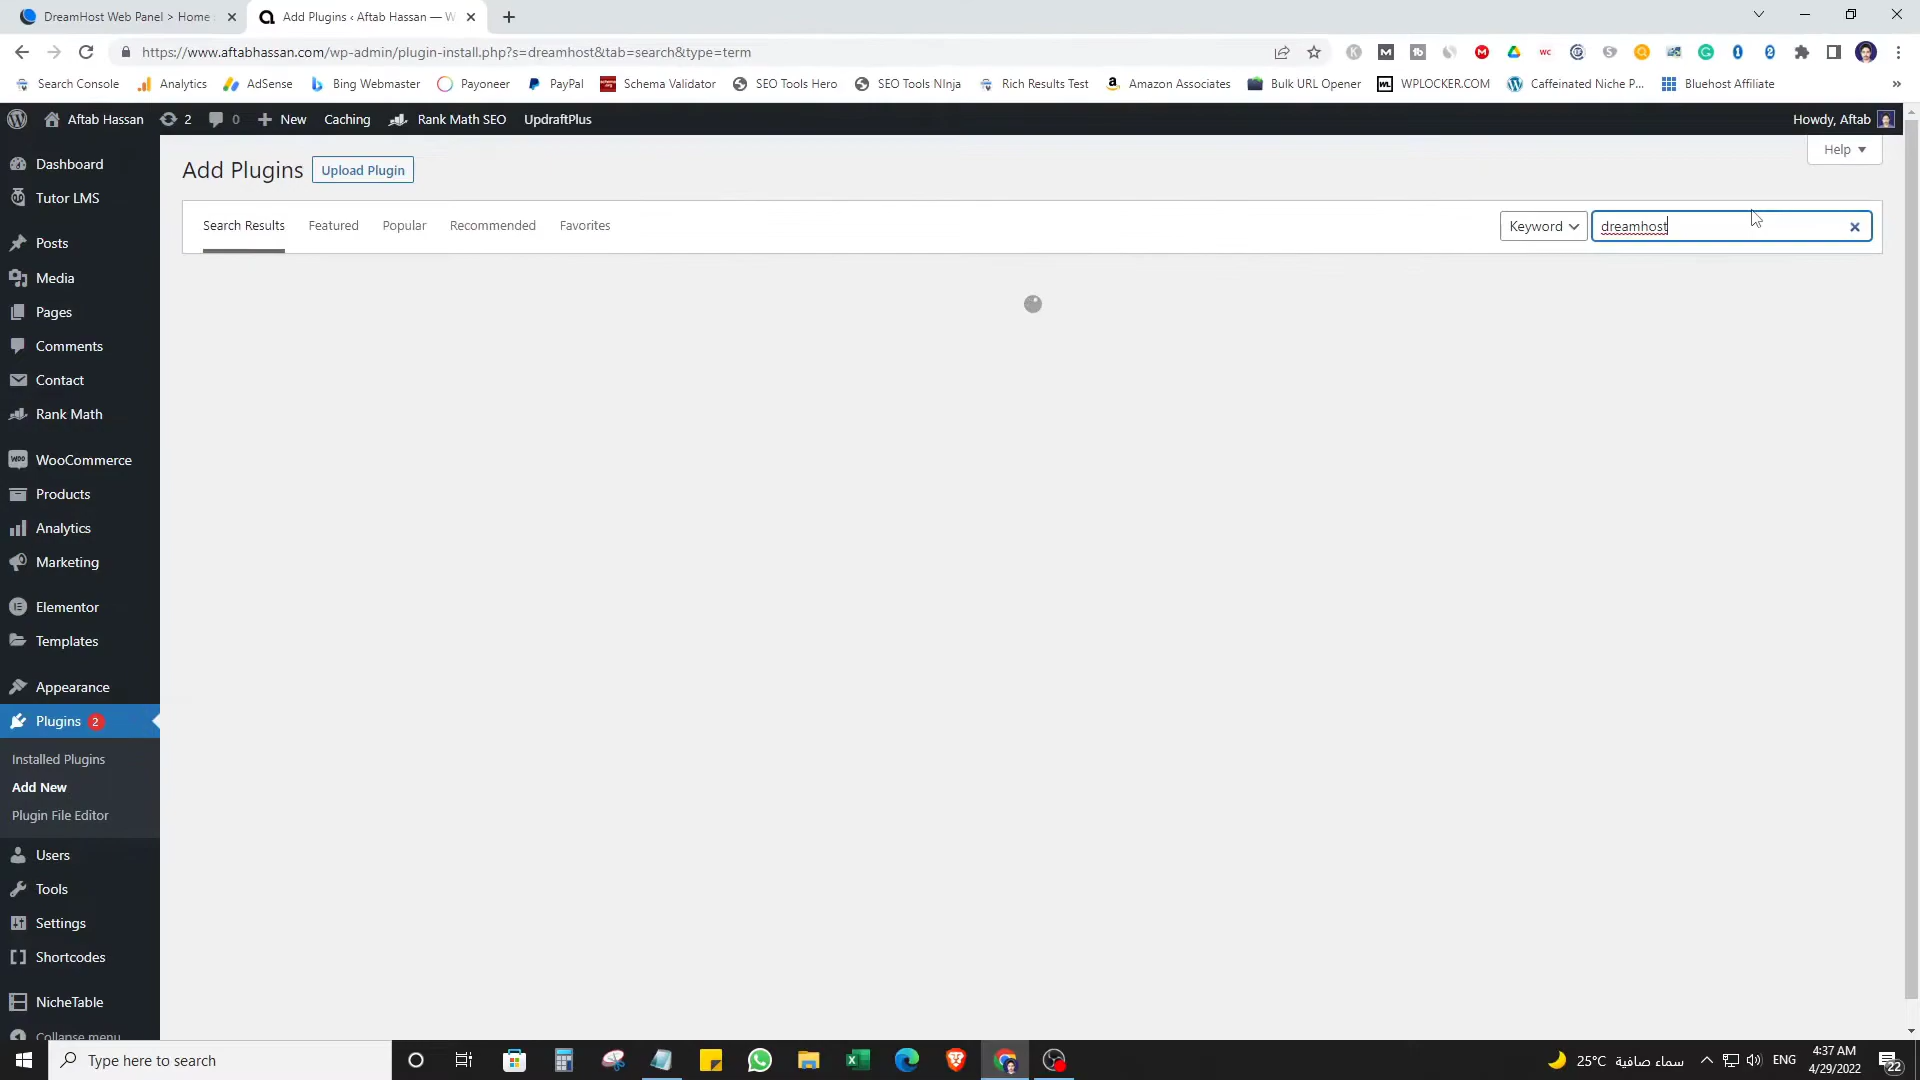 DreamHost Web Panel > Home
Add Plugins ‹ Aftab Hassan — W
https://www.aftabhassan.com/wp-admin/plugin-install.php?s=dreamhost&tab=search&type=term
Search Console
Analytics
AdSense
Bing Webmaster
Payoneer
PayPal
Schema Validator
SEO Tools Hero
SEO Tools NInja
Rich Results Test
Amazon Associates
Bulk URL Opener
WPLOCKER.COM
Caffeinated Niche P...
Bluehost Affiliate
Aftab Hassan
2
0
New
Caching
Rank Math SEO
UpdraftPlus
Howdy, Aftab
Dashboard
Tutor LMS
Posts
Media
Pages
Comments
Contact
Rank Math
WooCommerce
Products
Analytics
Marketing
Elementor
Templates
Appearance
Plugins 2
Installed Plugins
Add New
Plugin File Editor
Users
Tools
Settings
Shortcodes
NicheTable
Collapse menu
Help
Add Plugins
Upload Plugin
Search Results
Featured
Popular
Recommended
Favorites
Keyword
dreamhost
Type here to search
25°C سماء صافية
ENG
4:37 AM
4/29/2022
22